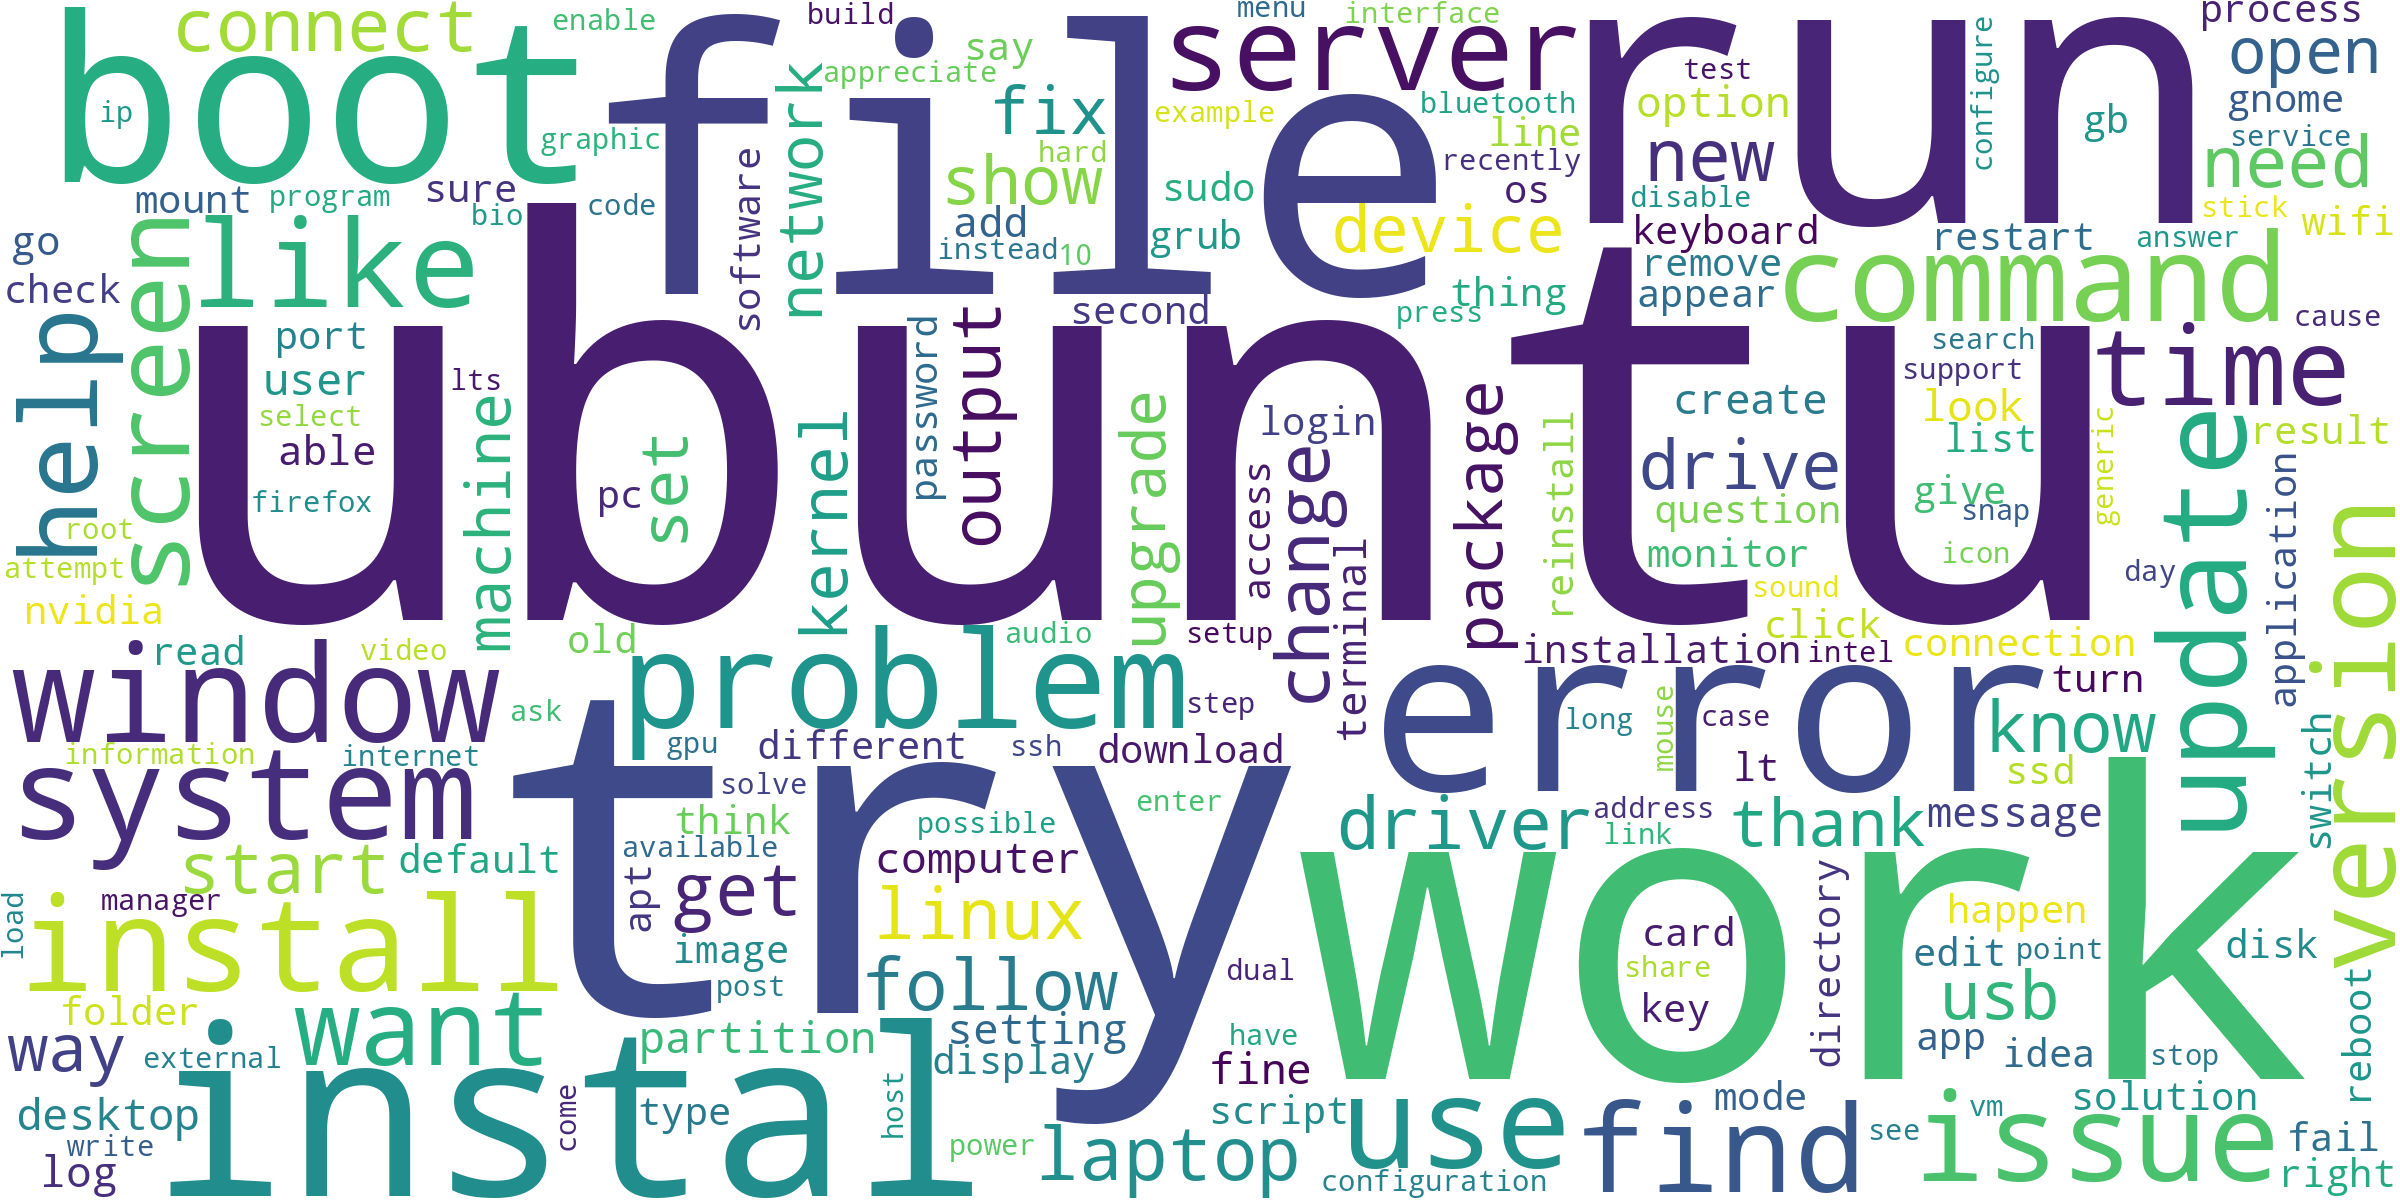 connect
enable
build
menu
interface
process
boot
file
say
server
run
test
open
ip
network
appreciate
example
bluetooth
option
configure
gb
gnome
graphic
fix
line
service
software
hard
show
recently
new
need
mount
program
sure
bio
code
sudo
os
disable
stick
wifi
go
like
add
instead
10
grub
device
keyboard
restart
answer
check
screen
second
thing
press
remove
appear
command
cause
help
port
user
lts
ubuntu
password
output
search
support
time
select
able
machine
pc
set
kernel
upgrade
login
package
create
look
list
generic
result
firefox
access
change
reinstall
drive
question
give
snap
update
application
root
attempt
nvidia
terminal
monitor
sound
icon
day
version
window
read
video
old
problem
audio
setup
installation
intel
click
connection
information
internet
ask
gpu
different
ssh
step
download
error
long
mouse
case
lt
turn
know
ssd
switch
system
try
solve
think
possible
enter
driver
address
link
thank
message
work
start
default
available
computer
load
manager
install
apt
get
linux
directory
card
happen
edit
point
disk
image
post
follow
dual
share
key
usb
folder
want
way
external
partition
setting
display
have
fine
app
idea
stop
reboot
instal
desktop
write
log
come
type
host
power
laptop
script
use
configuration
find
mode
see
vm
issue
solution
fail
right